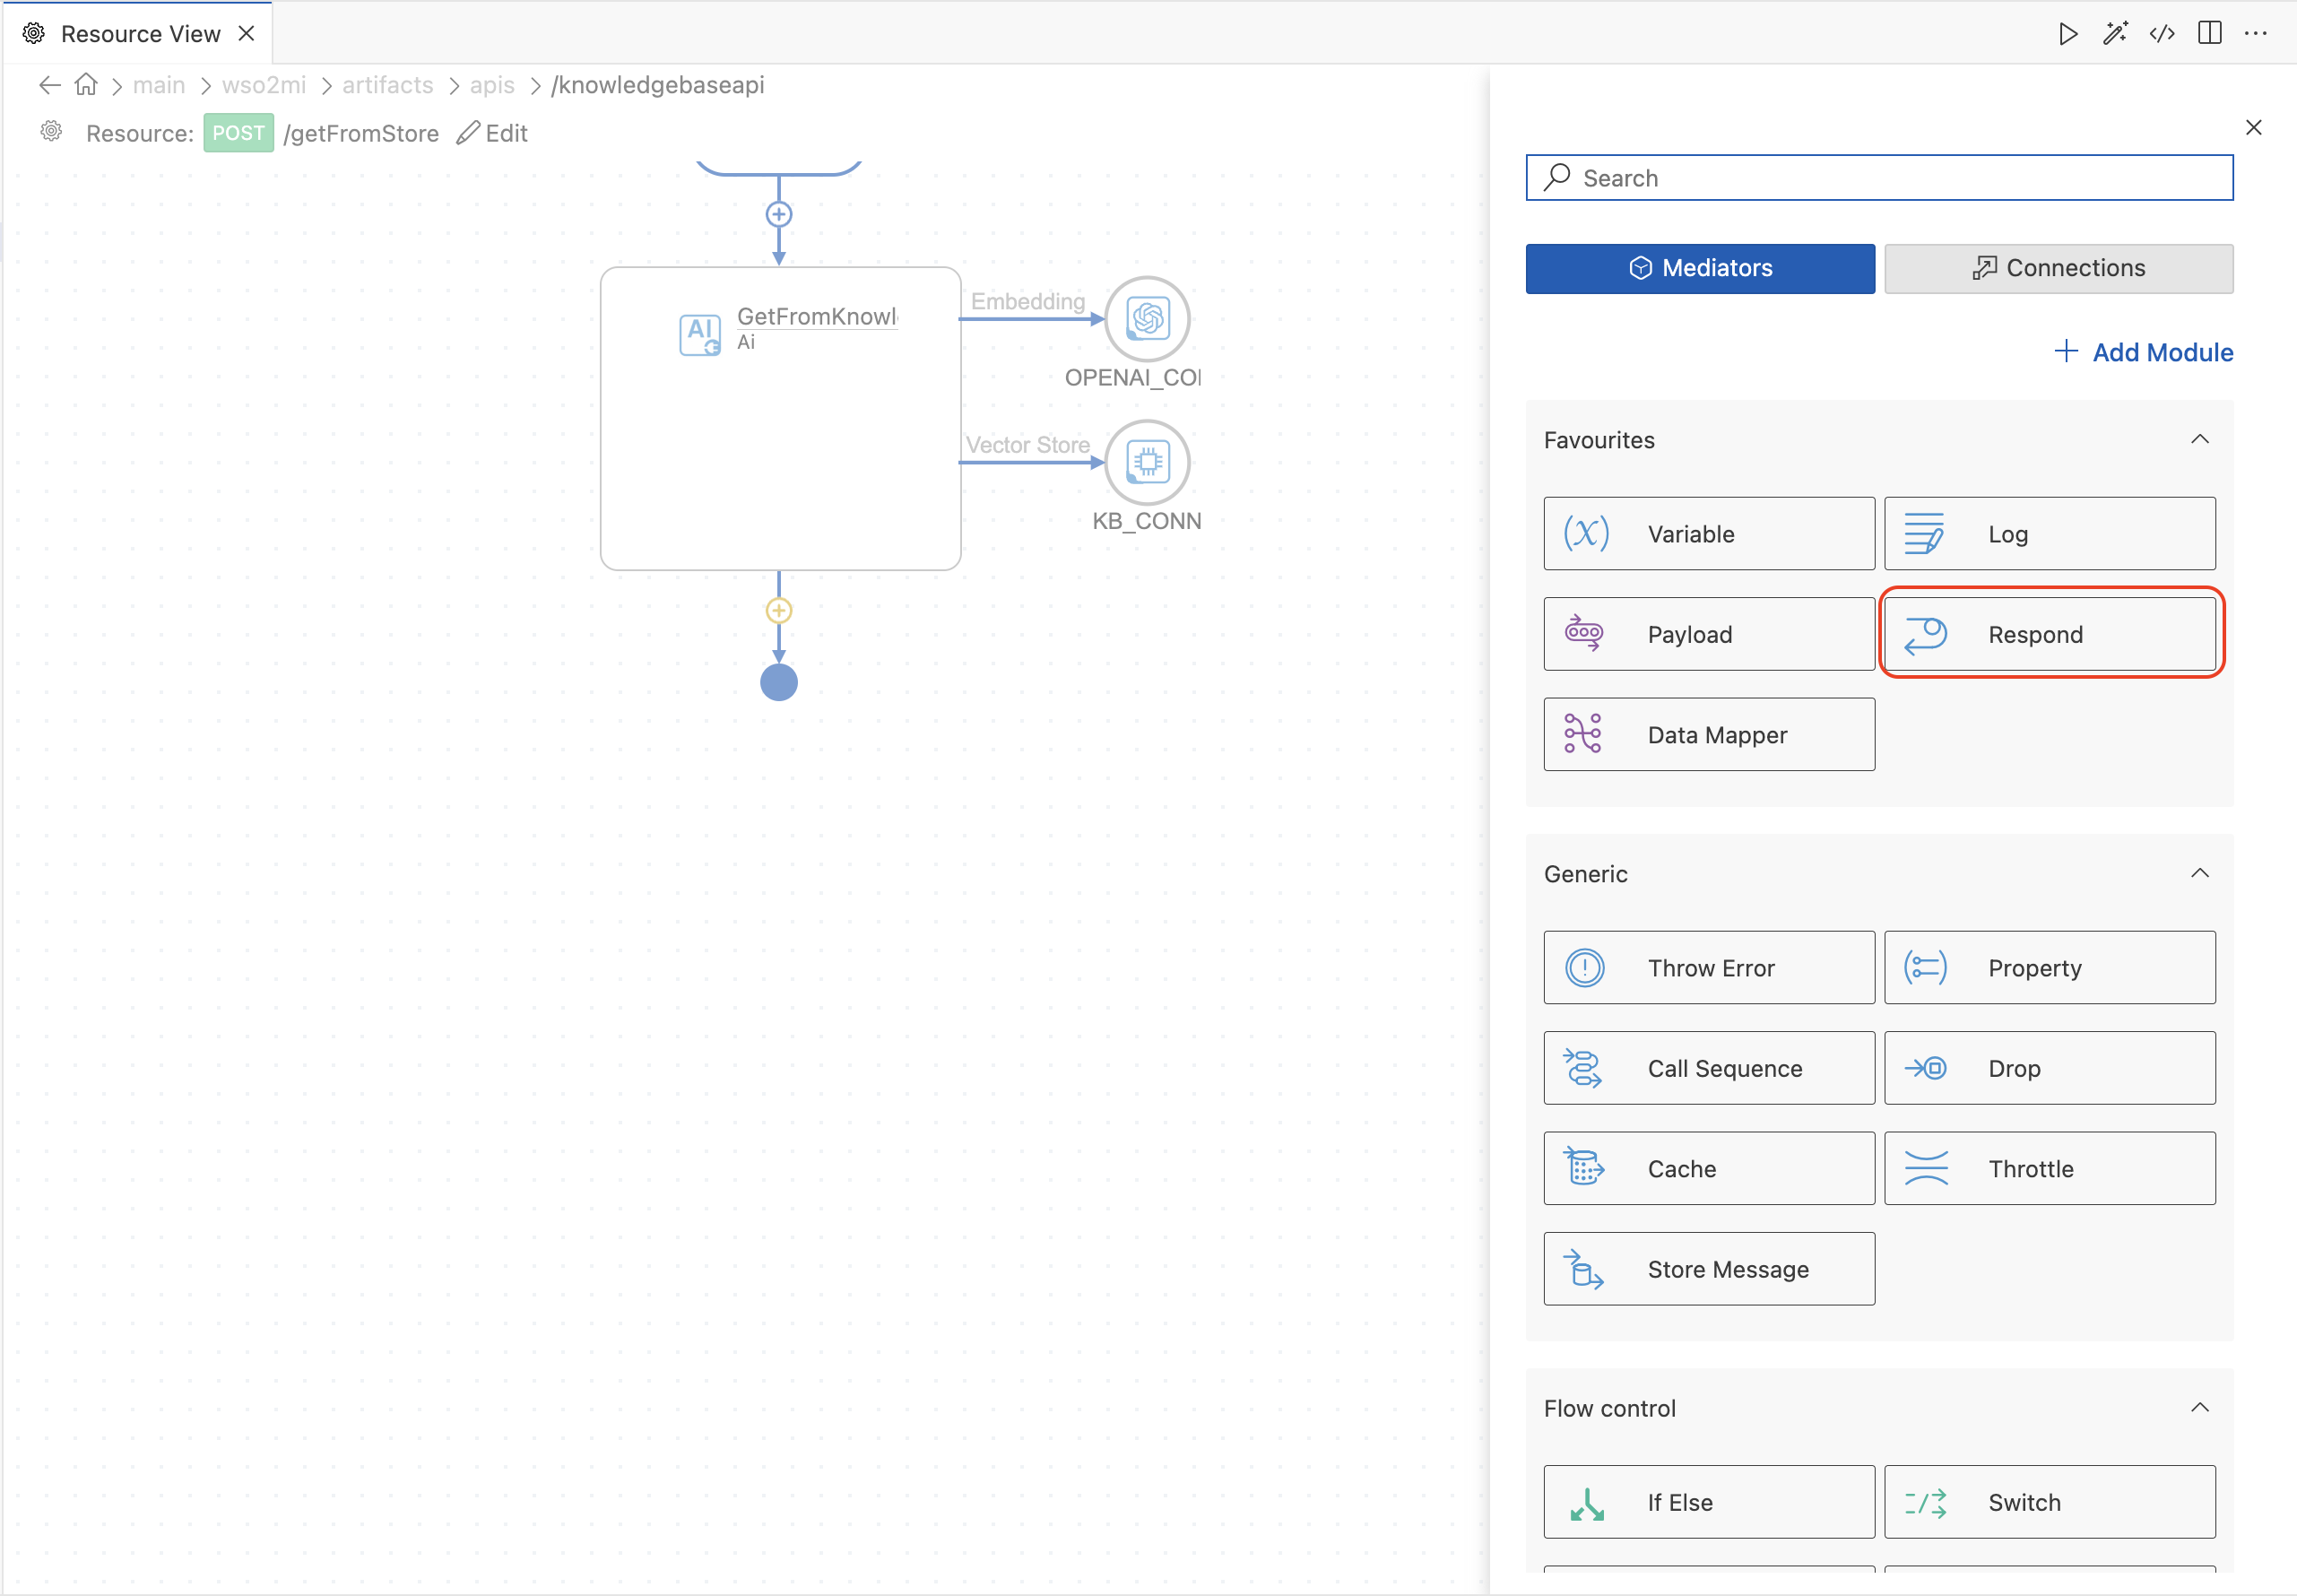 Resource View
main wso2mi artifacts apis /knowledgebaseapi
Resource: POST /getFromStore Edit
AI
GetFromKnowl
Ai
Embedding
OPENAI_CO
Vector Store
KB_CONN
Search
Mediators
Connections
Add Module
Favourites
Variable
Log
Payload
Respond
Data Mapper
Generic
Throw Error
Property
Call Sequence
Drop
Cache
Throttle
Store Message
Flow control
If Else
Switch